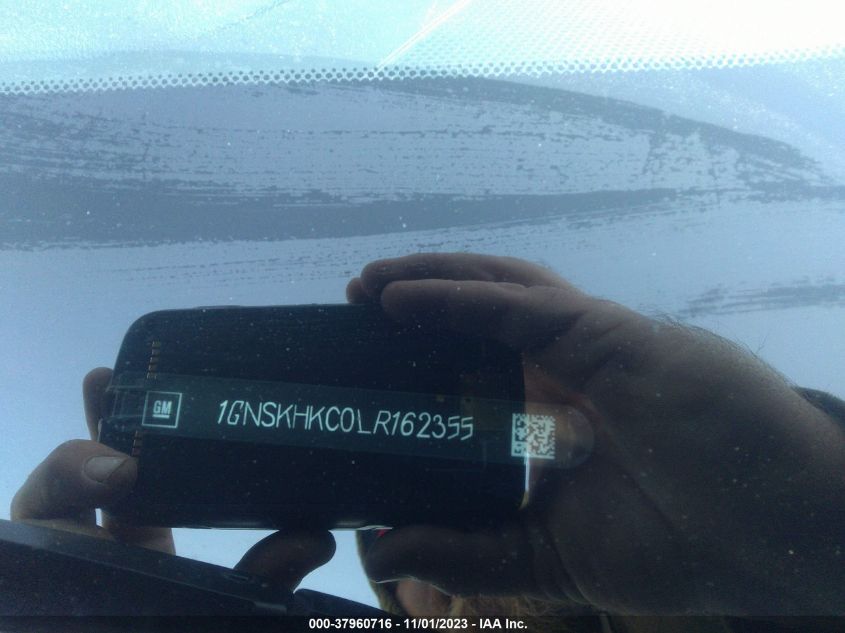 GM
1GNSKHKC0LR162355
000-37960716 - 11/01/2023 - IAA Inc.